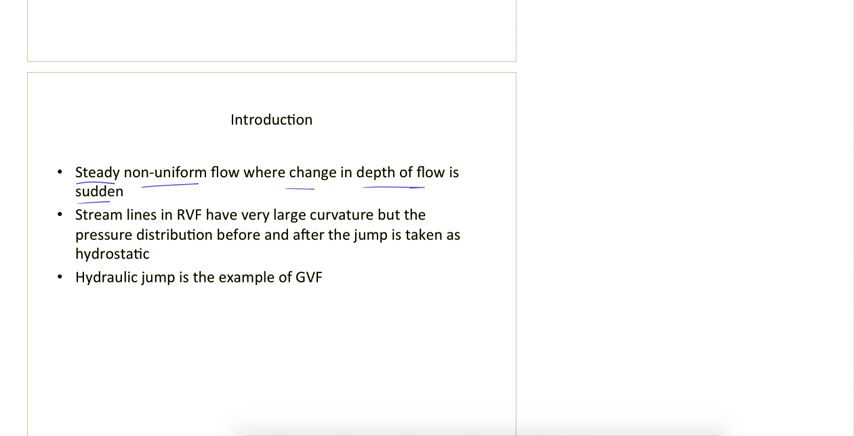 Introduction
• Steady non-uniform flow where change in depth of flow is
sudden
• Stream lines in RVF have very large curvature but the
pressure distribution before and after the jump is taken as
hydrostatic
• Hydraulic jump is the example of GVF